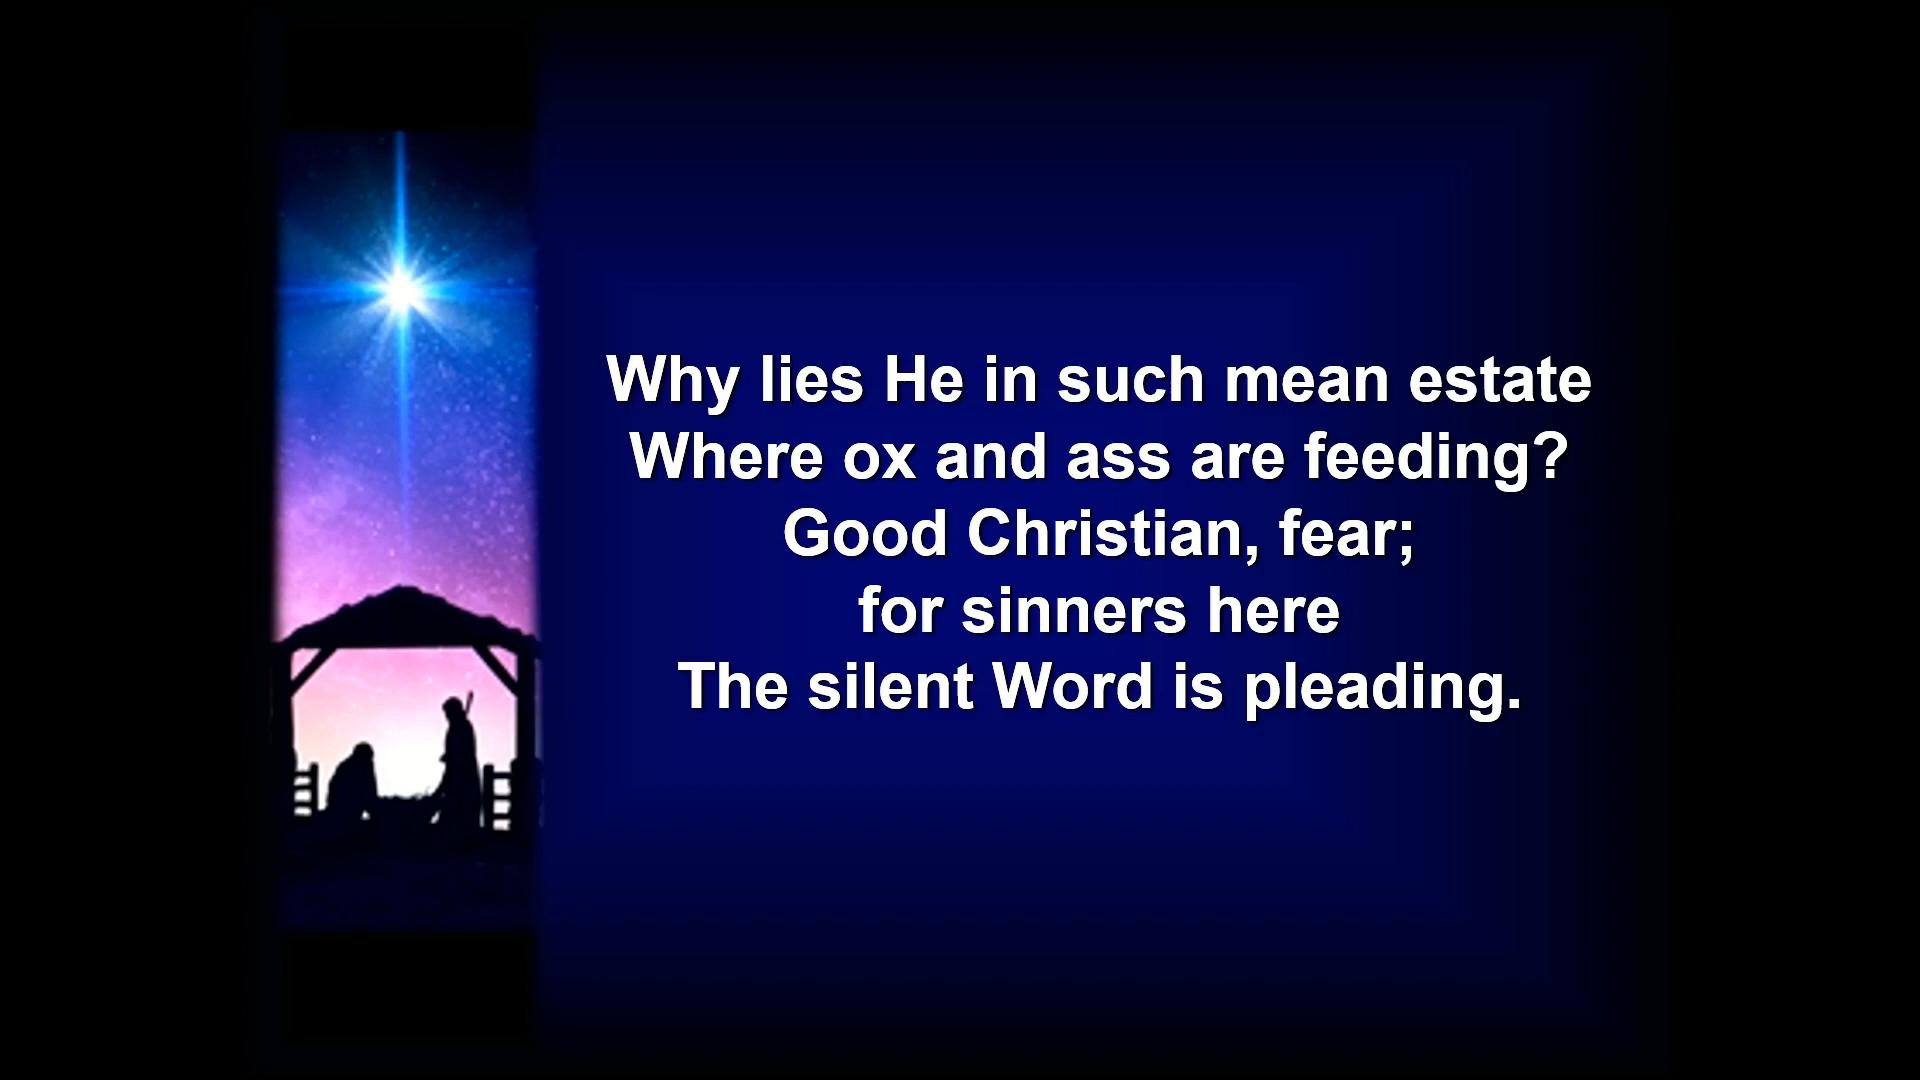 Why lies He in such mean estate
Where ox and ass are feeding?
Good Christian, fear;
for sinners here
The silent Word is pleading.